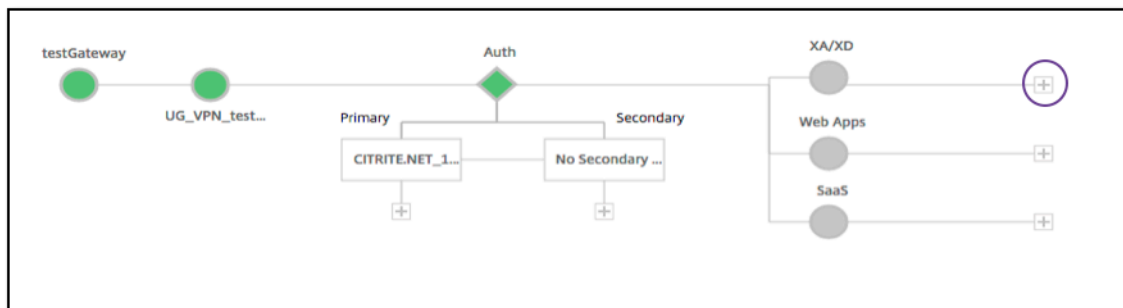 testGateway
UG_VPN_test...
Auth
Primary
Secondary
CITRITE.NET_1...
No Secondary ...
XA/XD
Web Apps
SaaS